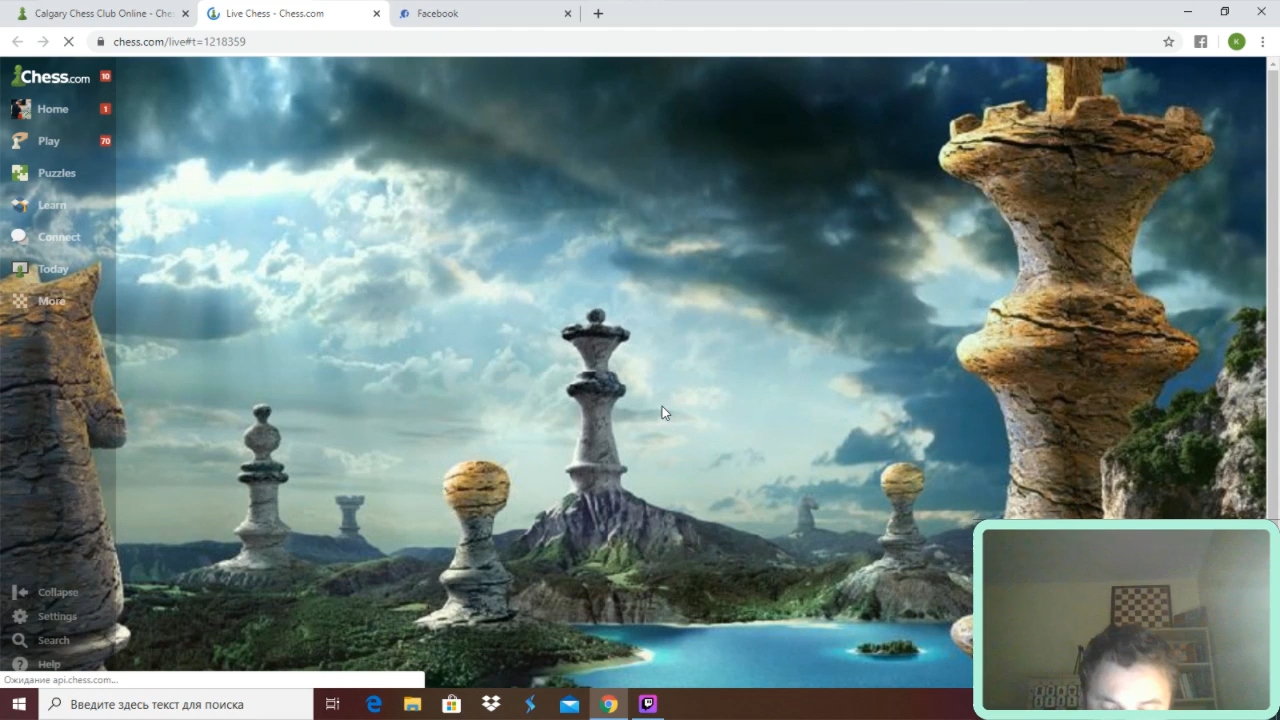 Calgary Chess Club Online - Che
Live Chess - Chess.com
Facebook
chess.com/live#t=1218359
K
Chess.com 10
Home 1
Play 70
Puzzles
Learn
Connect
Today
More
Collapse
Settings
Search
Help
Ожидание api.chess.com...
Введите здесь текст для поиска